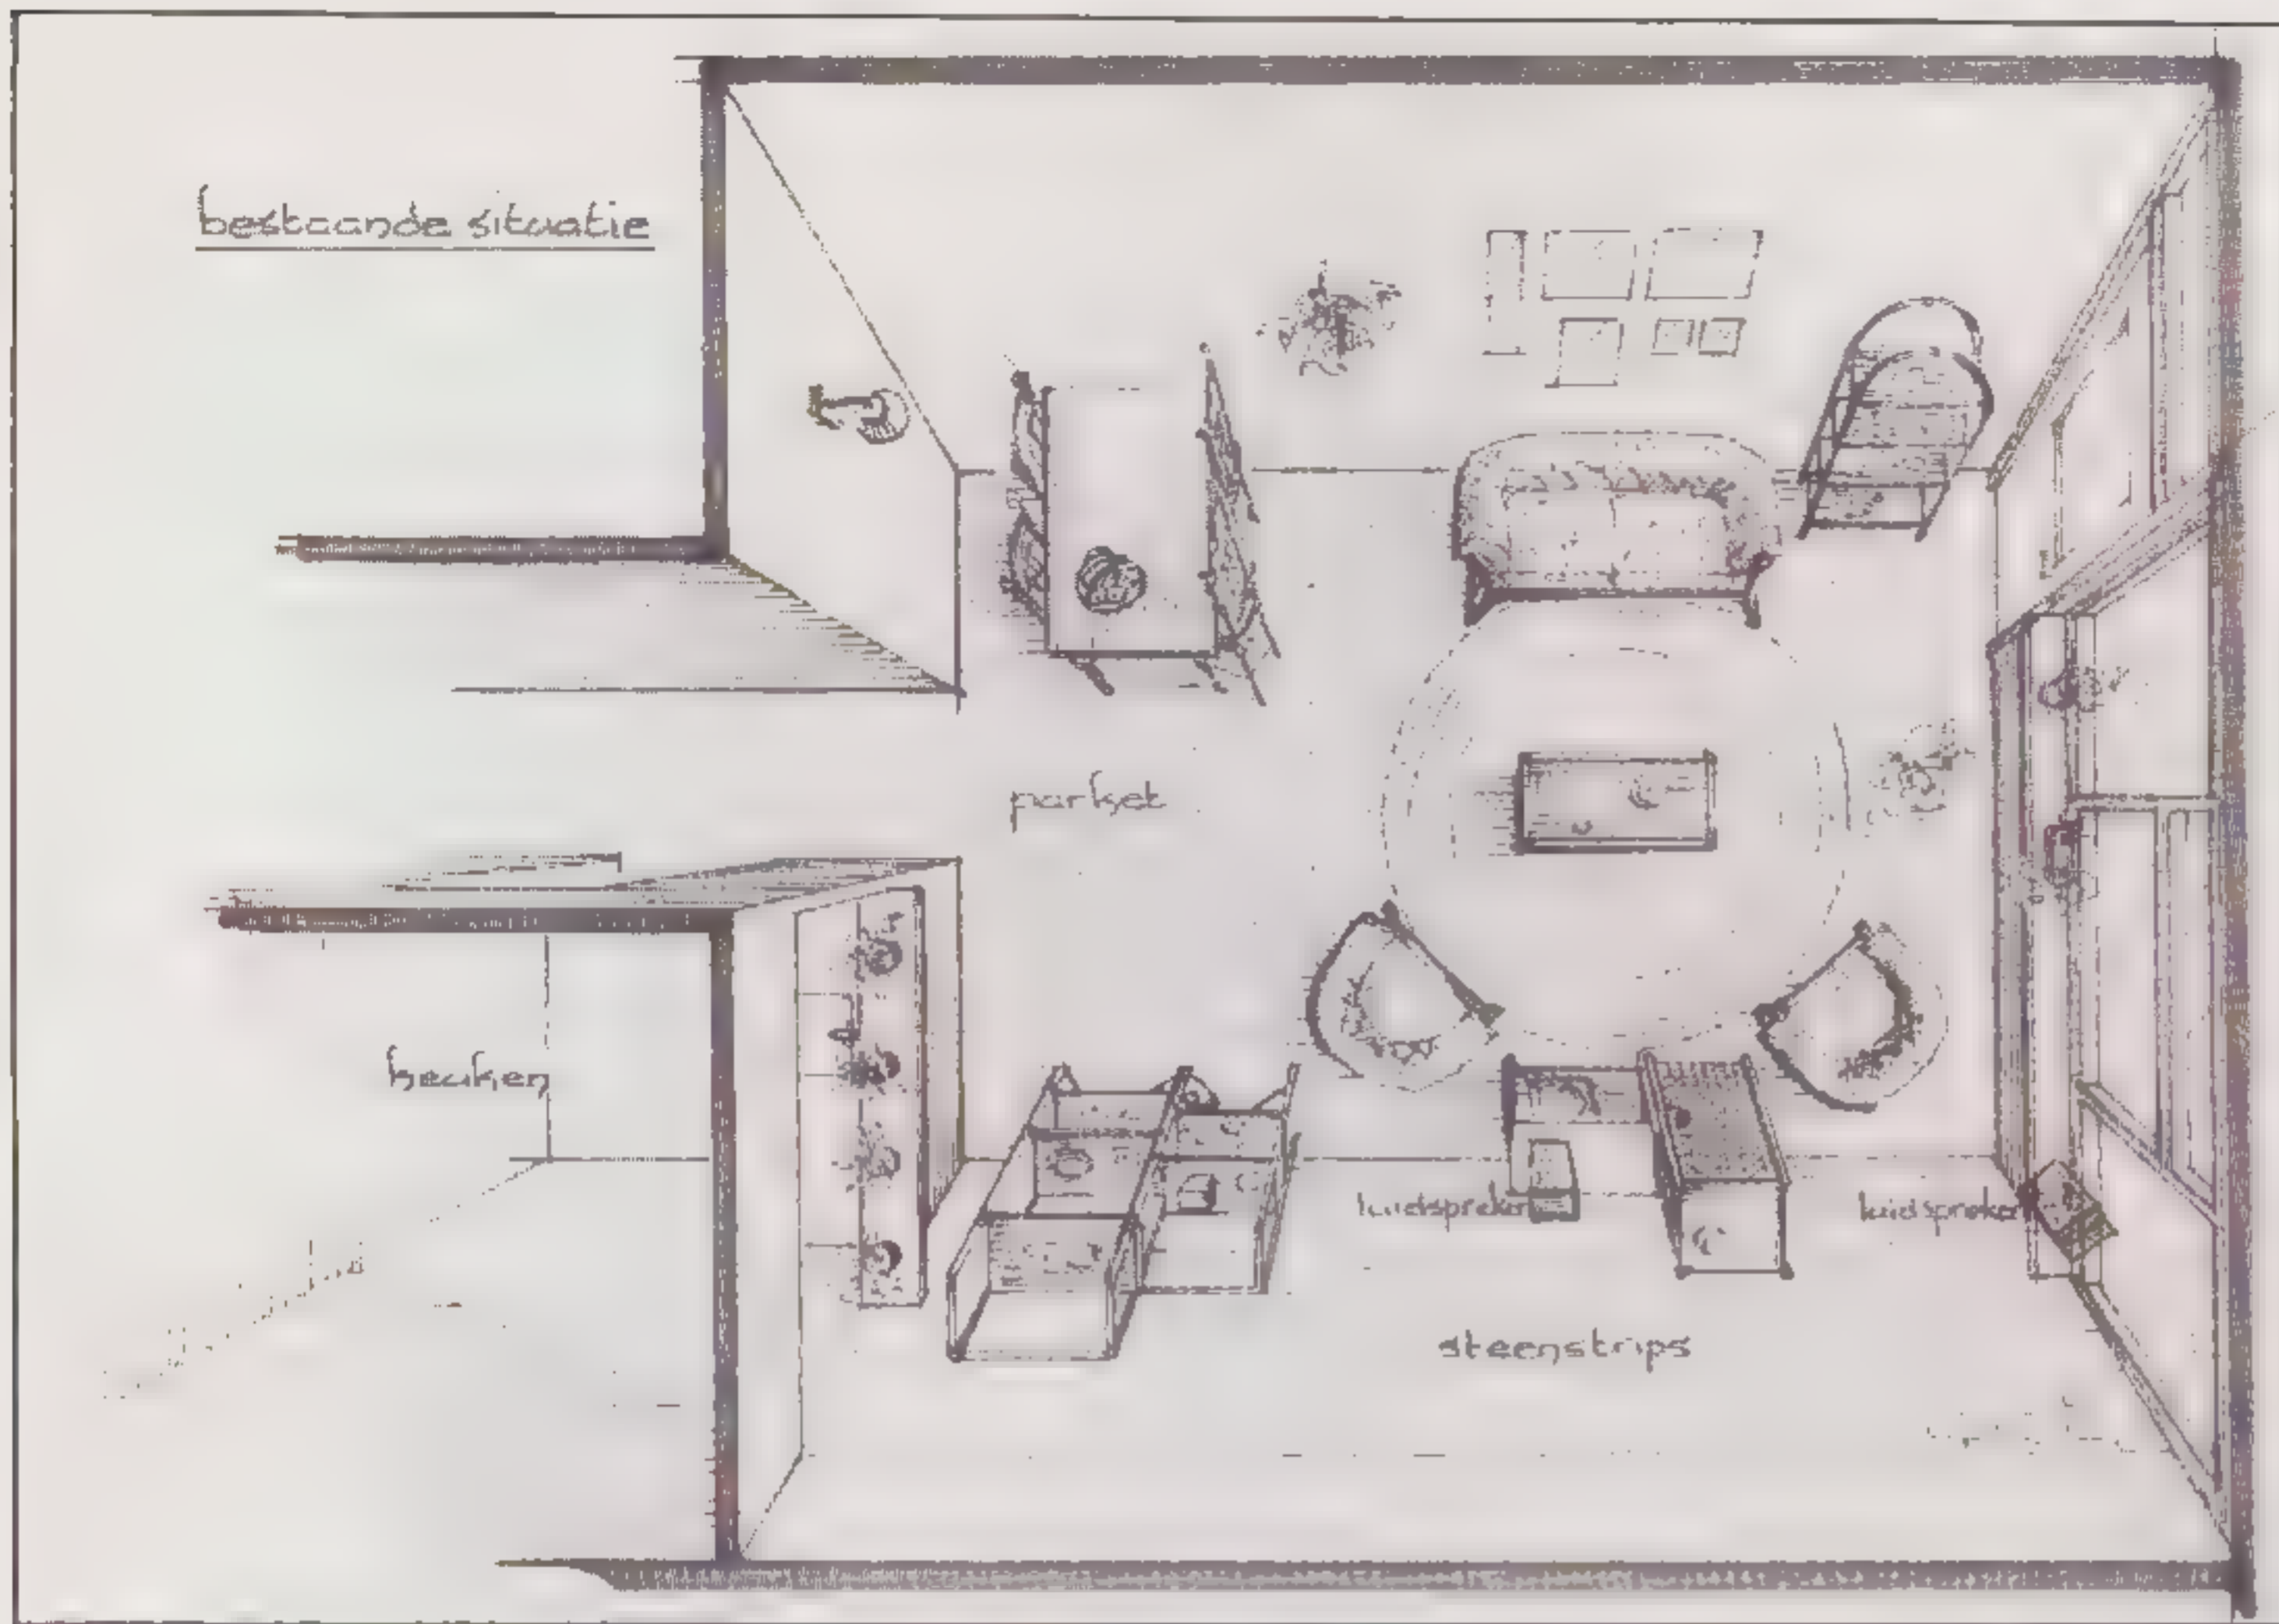 bestaande situatie
parket
keuken
luidspreker
luidspreker
steenstrips